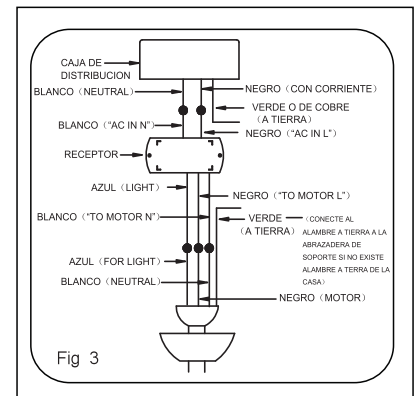 CAJA DE
DISTRIBUCION
BLANCO (NEUTRAL)
NEGRO (CON CORRIENTE)
VERDE O DE COBRE
(A TIERRA)
BLANCO ("AC IN N")
NEGRO ("AC IN L")
RECEPTOR
AZUL (LIGHT)
NEGRO ("TO MOTOR L")
BLANCO ("TO MOTOR N")
VERDE
(A TIERRA)
(CONECTE AL
ALAMBRE A TIERRA A LA
ABRAZADERA DE
SOPORTE SI NO EXISTE
ALAMBRE A TERRA DE LA
CASA)
AZUL (FOR LIGHT)
BLANCO (NEUTRAL)
NEGRO (MOTOR)
Fig 3